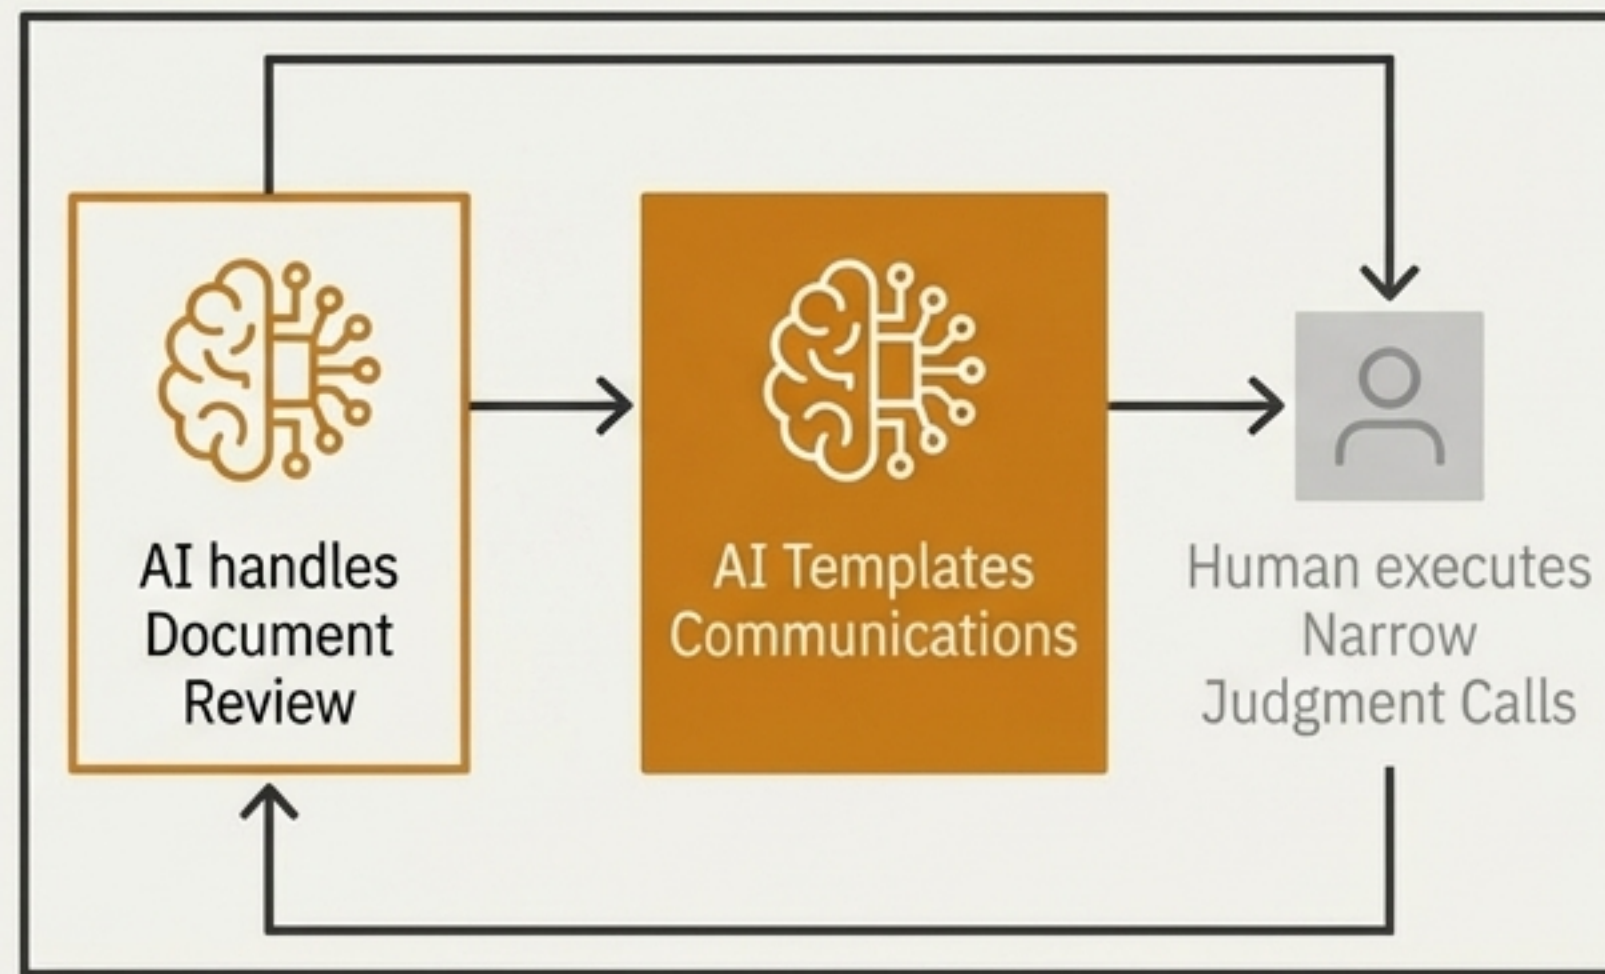 AI handles
Document
Review
AI Templates
Communications
Human executes
Narrow
Judgment Calls